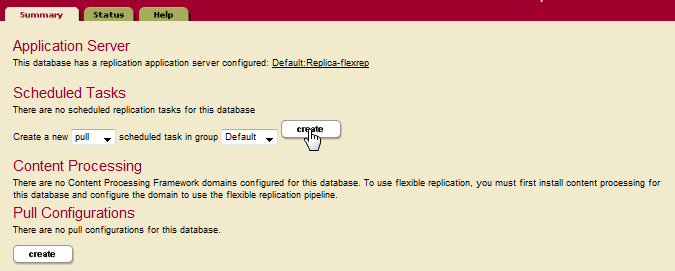 Summary Status Help
Application Server
This database has a replication application server configured: Default:Replica-flexrep
Scheduled Tasks
There are no scheduled replication tasks for this database
Create a new pull scheduled task in group Default create
Content Processing
There are no Content Processing Framework domains configured for this database. To use flexible replication, you must first install content processing for
this database and configure the domain to use the flexible replication pipeline.
Pull Configurations
There are no pull configurations for this database.
create